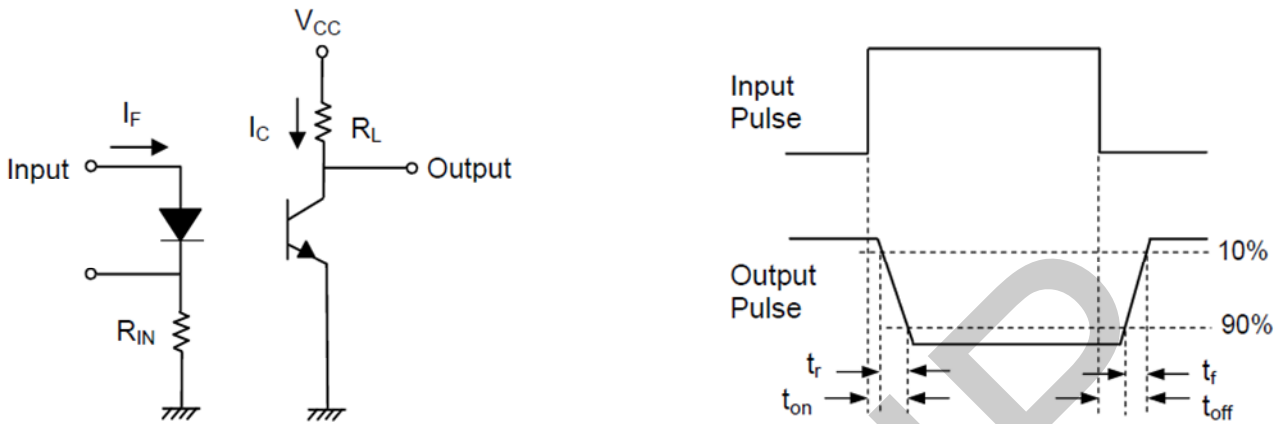 V_CC
I_F
I_C
R_L
Input
Output
R_IN
Input
Pulse
10%
Output
Pulse
90%
t_r
t_f
t_on
t_off